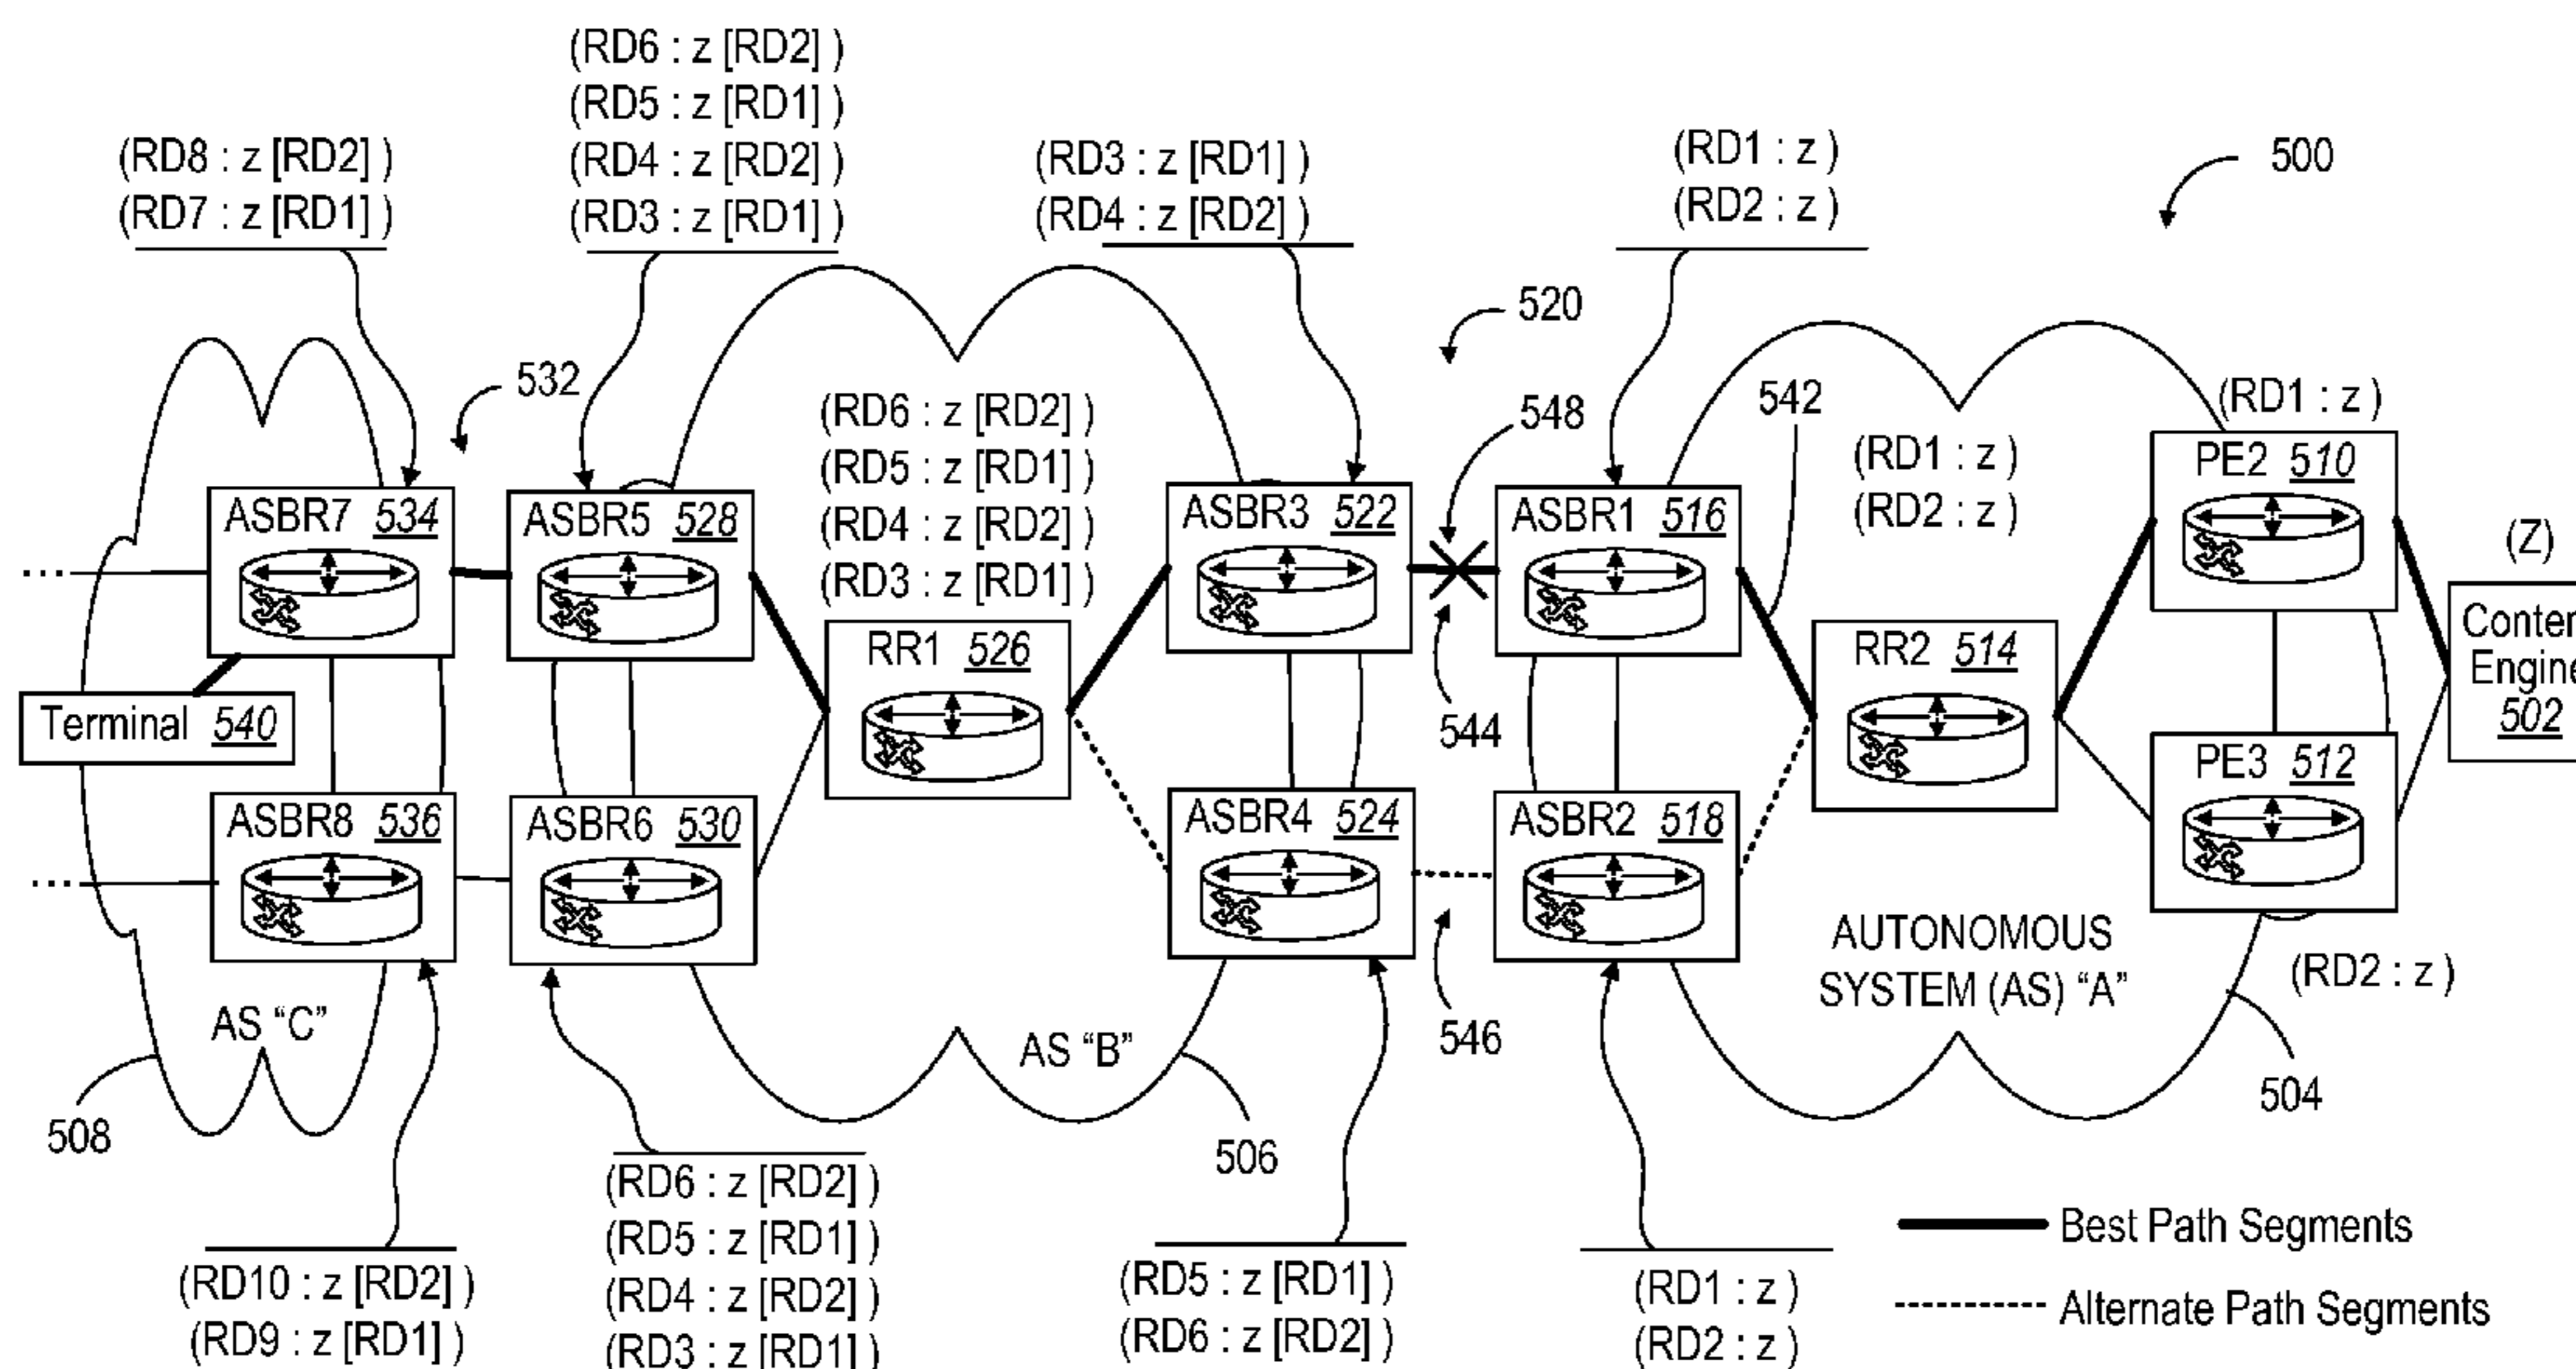 (RD6 : z [RD2] )
(RD5 : z [RD1] )
(RD4 : z [RD2] )
(RD3 : z [RD1] )
(RD8 : z [RD2] )
(RD7 : z [RD1] )
(RD3 : z [RD1] )
(RD4 : z [RD2] )
(RD1 : z )
(RD2 : z )
500
520
532
548
542
(RD6 : z [RD2] )
(RD5 : z [RD1] )
(RD4 : z [RD2] )
(RD3 : z [RD1] )
(RD1 : z )
(RD2 : z )
(RD1 : z )
ASBR7 534
ASBR5 528
ASBR3 522
ASBR1 516
PE2 510
(Z)
...
Terminal 540
RR1 526
RR2 514
544
502
PE3 512
ASBR8 536
ASBR6 530
ASBR4 524
ASBR2 518
...
AS “C”
AS “B”
546
AUTONOMOUS
SYSTEM (AS) “A”
(RD2 : z )
508
506
504
(RD10 : z [RD2] )
(RD9 : z [RD1] )
(RD6 : z [RD2] )
(RD5 : z [RD1] )
(RD4 : z [RD2] )
(RD3 : z [RD1] )
(RD5 : z [RD1] )
(RD6 : z [RD2] )
(RD1 : z )
(RD2 : z )
Best Path Segments
Alternate Path Segments